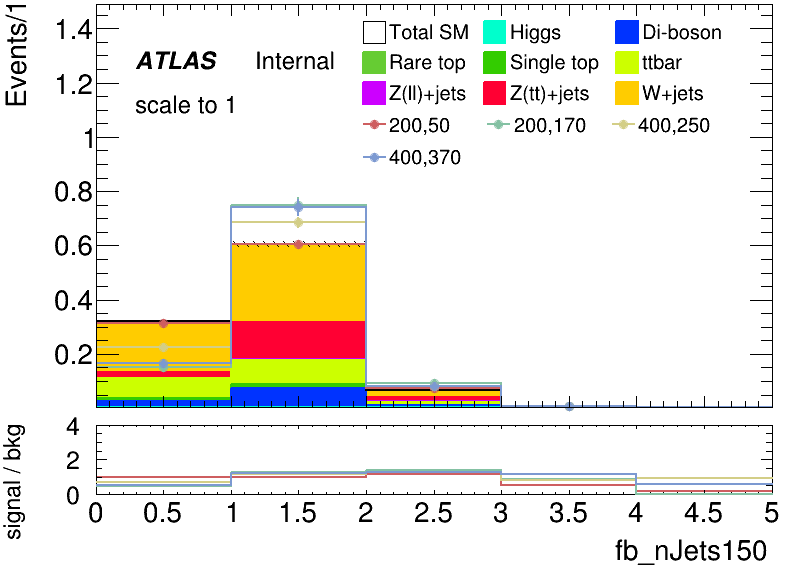 Events/1
1.4
1.2
1
0.8
0.6
0.4
0.2
ATLAS Internal
scale to 1
Total SM Higgs Di-boson
Rare top Single top ttbar
Z(ll)+jets Z(tt)+jets W+jets
200,50 200,170 400,250
400,370
signal / bkg
4
2
0
0 0.5 1 1.5 2 2.5 3 3.5 4 4.5 5
fb_nJets150